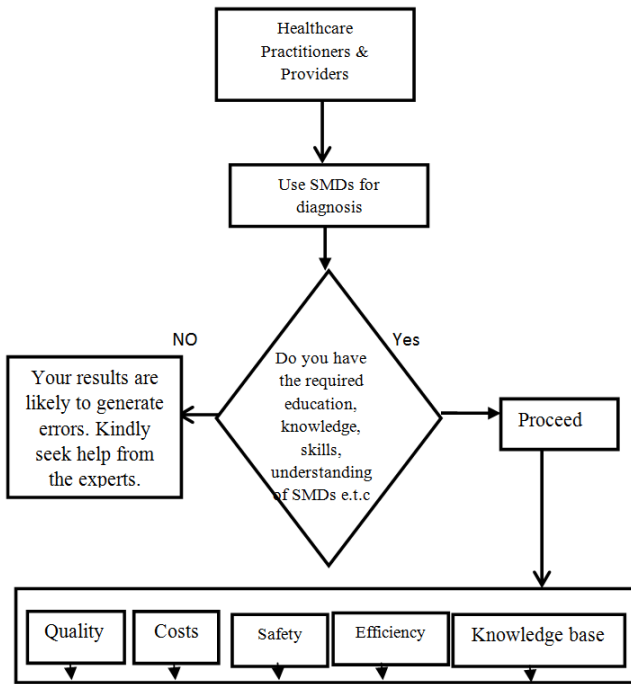 Healthcare
Practitioners &
Providers
Use SMDs for
diagnosis
NO
Yes
Your results are
likely to generate
errors. Kindly
seek help from
the experts.
Do you have
the required
education,
knowledge,
skills,
understanding
of SMDs e.t.c
Proceed
Quality
Costs
Safety
Efficiency
Knowledge base